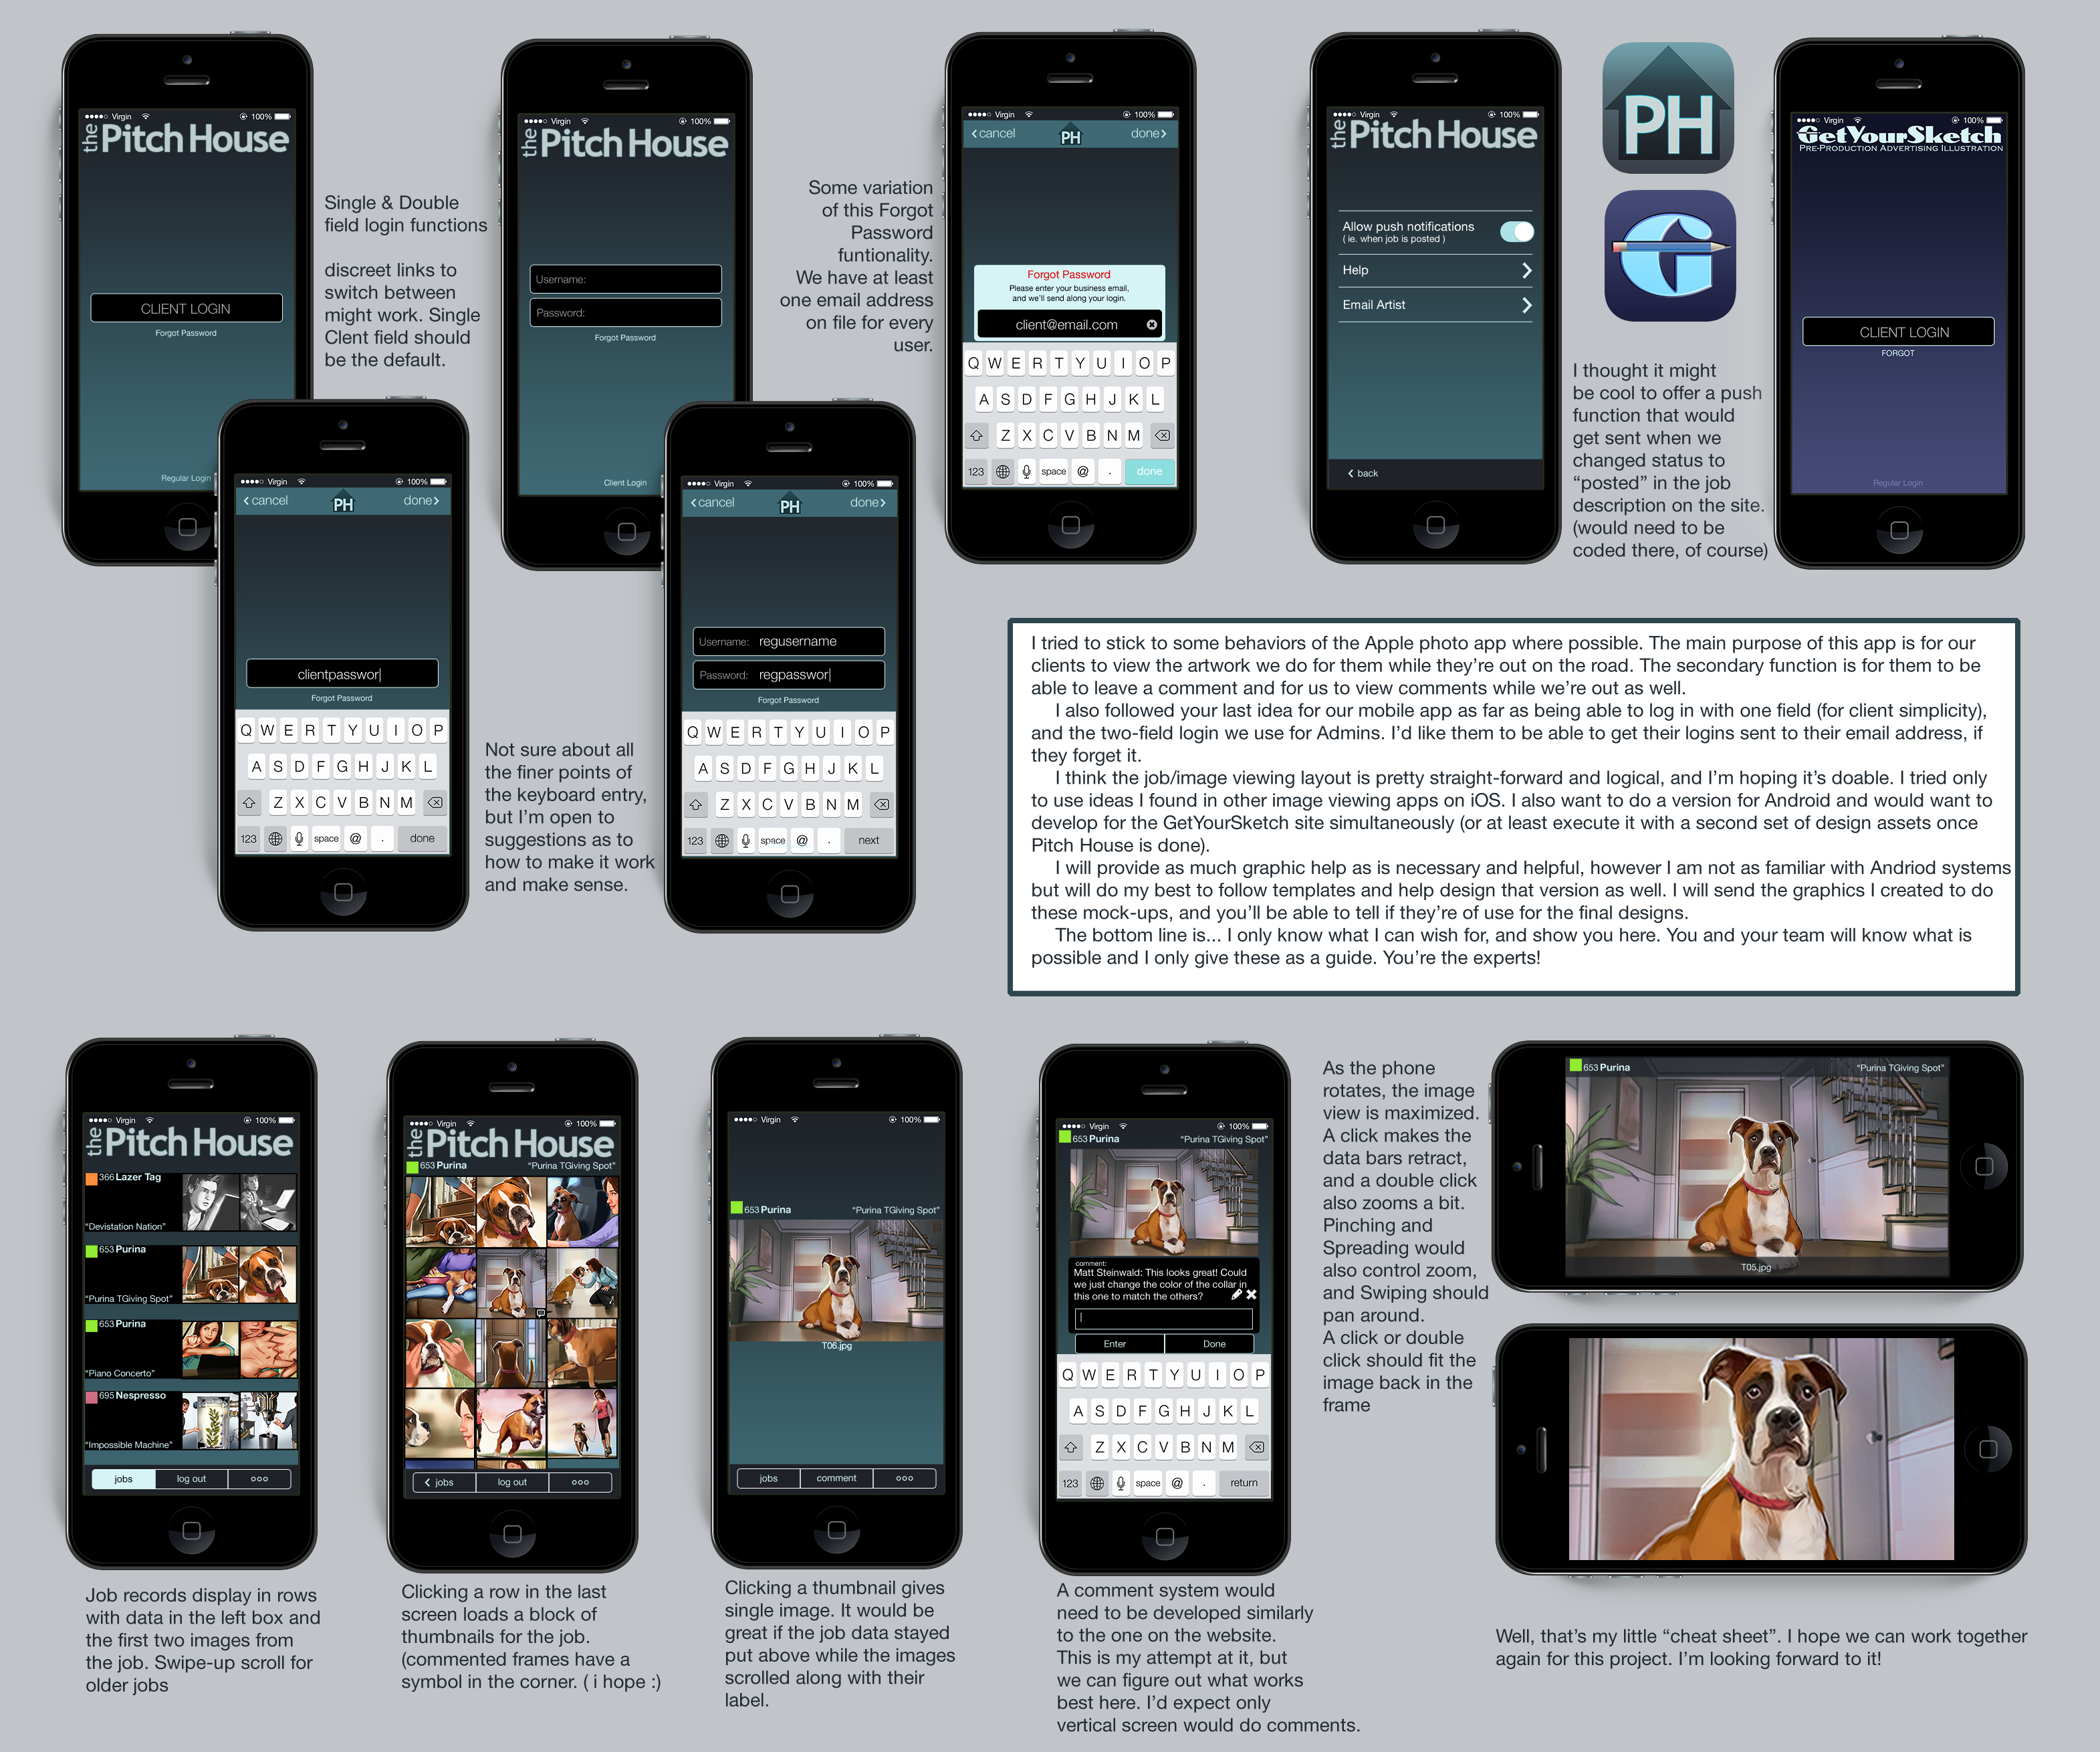 ●●●●○ Virgin 100%
the Pitch House
CLIENT LOGIN
Forgot Password
Regular Login
Single & Double
field login functions
discreet links to
switch between
might work. Single
Clent field should
be the default.
●●●●○ Virgin 100%
the Pitch House
Username:
Password:
Forgot Password
Client Login
Some variation
of this Forgot
Password
funtionality.
We have at least
one email address
on file for every
user.
●●●●○ Virgin 100%
< cancel PH done >
Forgot Password
Please enter your business email,
and we'll send along your login.
client@email.com
Q W E R T Y U I O P
A S D F G H J K L
Z X C V B N M
123 space @ . done
●●●●○ Virgin 100%
the Pitch House
Allow push notifications
( ie. when job is posted )
Help
Email Artist
< back
PH
G
I thought it might
be cool to offer a push
function that would
get sent when we
changed status to
“posted” in the job
description on the site.
(would need to be
coded there, of course)
●●●●○ Virgin 100%
GetYourSketch
PRE-PRODUCTION ADVERTISING ILLUSTRATION
CLIENT LOGIN
FORGOT
Regular Login
●●●●○ Virgin 100%
< cancel PH done >
clientpasswor|
Forgot Password
Q W E R T Y U I O P
A S D F G H J K L
Z X C V B N M
123 space @ . done
Not sure about all
the finer points of
the keyboard entry,
but I'm open to
suggestions as to
how to make it work
and make sense.
●●●●○ Virgin 100%
< cancel PH done >
Username: regusername
Password: regpasswor|
Forgot Password
Q W E R T Y U I O P
A S D F G H J K L
Z X C V B N M
123 space @ . next
I tried to stick to some behaviors of the Apple photo app where possible. The main purpose of this app is for our
clients to view the artwork we do for them while they're out on the road. The secondary function is for them to be
able to leave a comment and for us to view comments while we're out as well.
I also followed your last idea for our mobile app as far as being able to log in with one field (for client simplicity),
and the two-field login we use for Admins. I'd like them to be able to get their logins sent to their email address, if
they forget it.
I think the job/image viewing layout is pretty straight-forward and logical, and I'm hoping it's doable. I tried only
to use ideas I found in other image viewing apps on iOS. I also want to do a version for Android and would want to
develop for the GetYourSketch site simultaneously (or at least execute it with a second set of design assets once
Pitch House is done).
I will provide as much graphic help as is necessary and helpful, however I am not as familiar with Andriod systems
but will do my best to follow templates and help design that version as well. I will send the graphics I created to do
these mock-ups, and you'll be able to tell if they're of use for the final designs.
The bottom line is... I only know what I can wish for, and show you here. You and your team will know what is
possible and I only give these as a guide. You're the experts!
●●●●○ Virgin 100%
the Pitch House
366 Lazer Tag
“Devistation Nation”
653 Purina
“Purina TGiving Spot”
653 Purina
“Piano Concerto”
695 Nespresso
“Impossible Machine”
jobs log out ooo
Job records display in rows
with data in the left box and
the first two images from
the job. Swipe-up scroll for
older jobs
●●●●○ Virgin 100%
the Pitch House
653 Purina “Purina TGiving Spot”
< jobs log out ooo
Clicking a row in the last
screen loads a block of
thumbnails for the job.
(commented frames have a
symbol in the corner. ( i hope :)
●●●●○ Virgin 100%
653 Purina “Purina TGiving Spot”
T06.jpg
jobs comment ooo
Clicking a thumbnail gives
single image. It would be
great if the job data stayed
put above while the images
scrolled along with their
label.
●●●●○ Virgin 100%
653 Purina “Purina TGiving Spot”
comment:
Matt Steinwald: This looks great! Could
we just change the color of the collar in
this one to match the others?
Enter Done
Q W E R T Y U I O P
A S D F G H J K L
Z X C V B N M
123 space @ . return
A comment system would
need to be developed similarly
to the one on the website.
This is my attempt at it, but
we can figure out what works
best here. I'd expect only
vertical screen would do comments.
As the phone
rotates, the image
view is maximized.
A click makes the
data bars retract,
and a double click
also zooms a bit.
Pinching and
Spreading would
also control zoom,
and Swiping should
pan around.
A click or double
click should fit the
image back in the
frame
653 Purina “Purina TGiving Spot”
T05.jpg
Well, that's my little “cheat sheet”. I hope we can work together
again for this project. I'm looking forward to it!